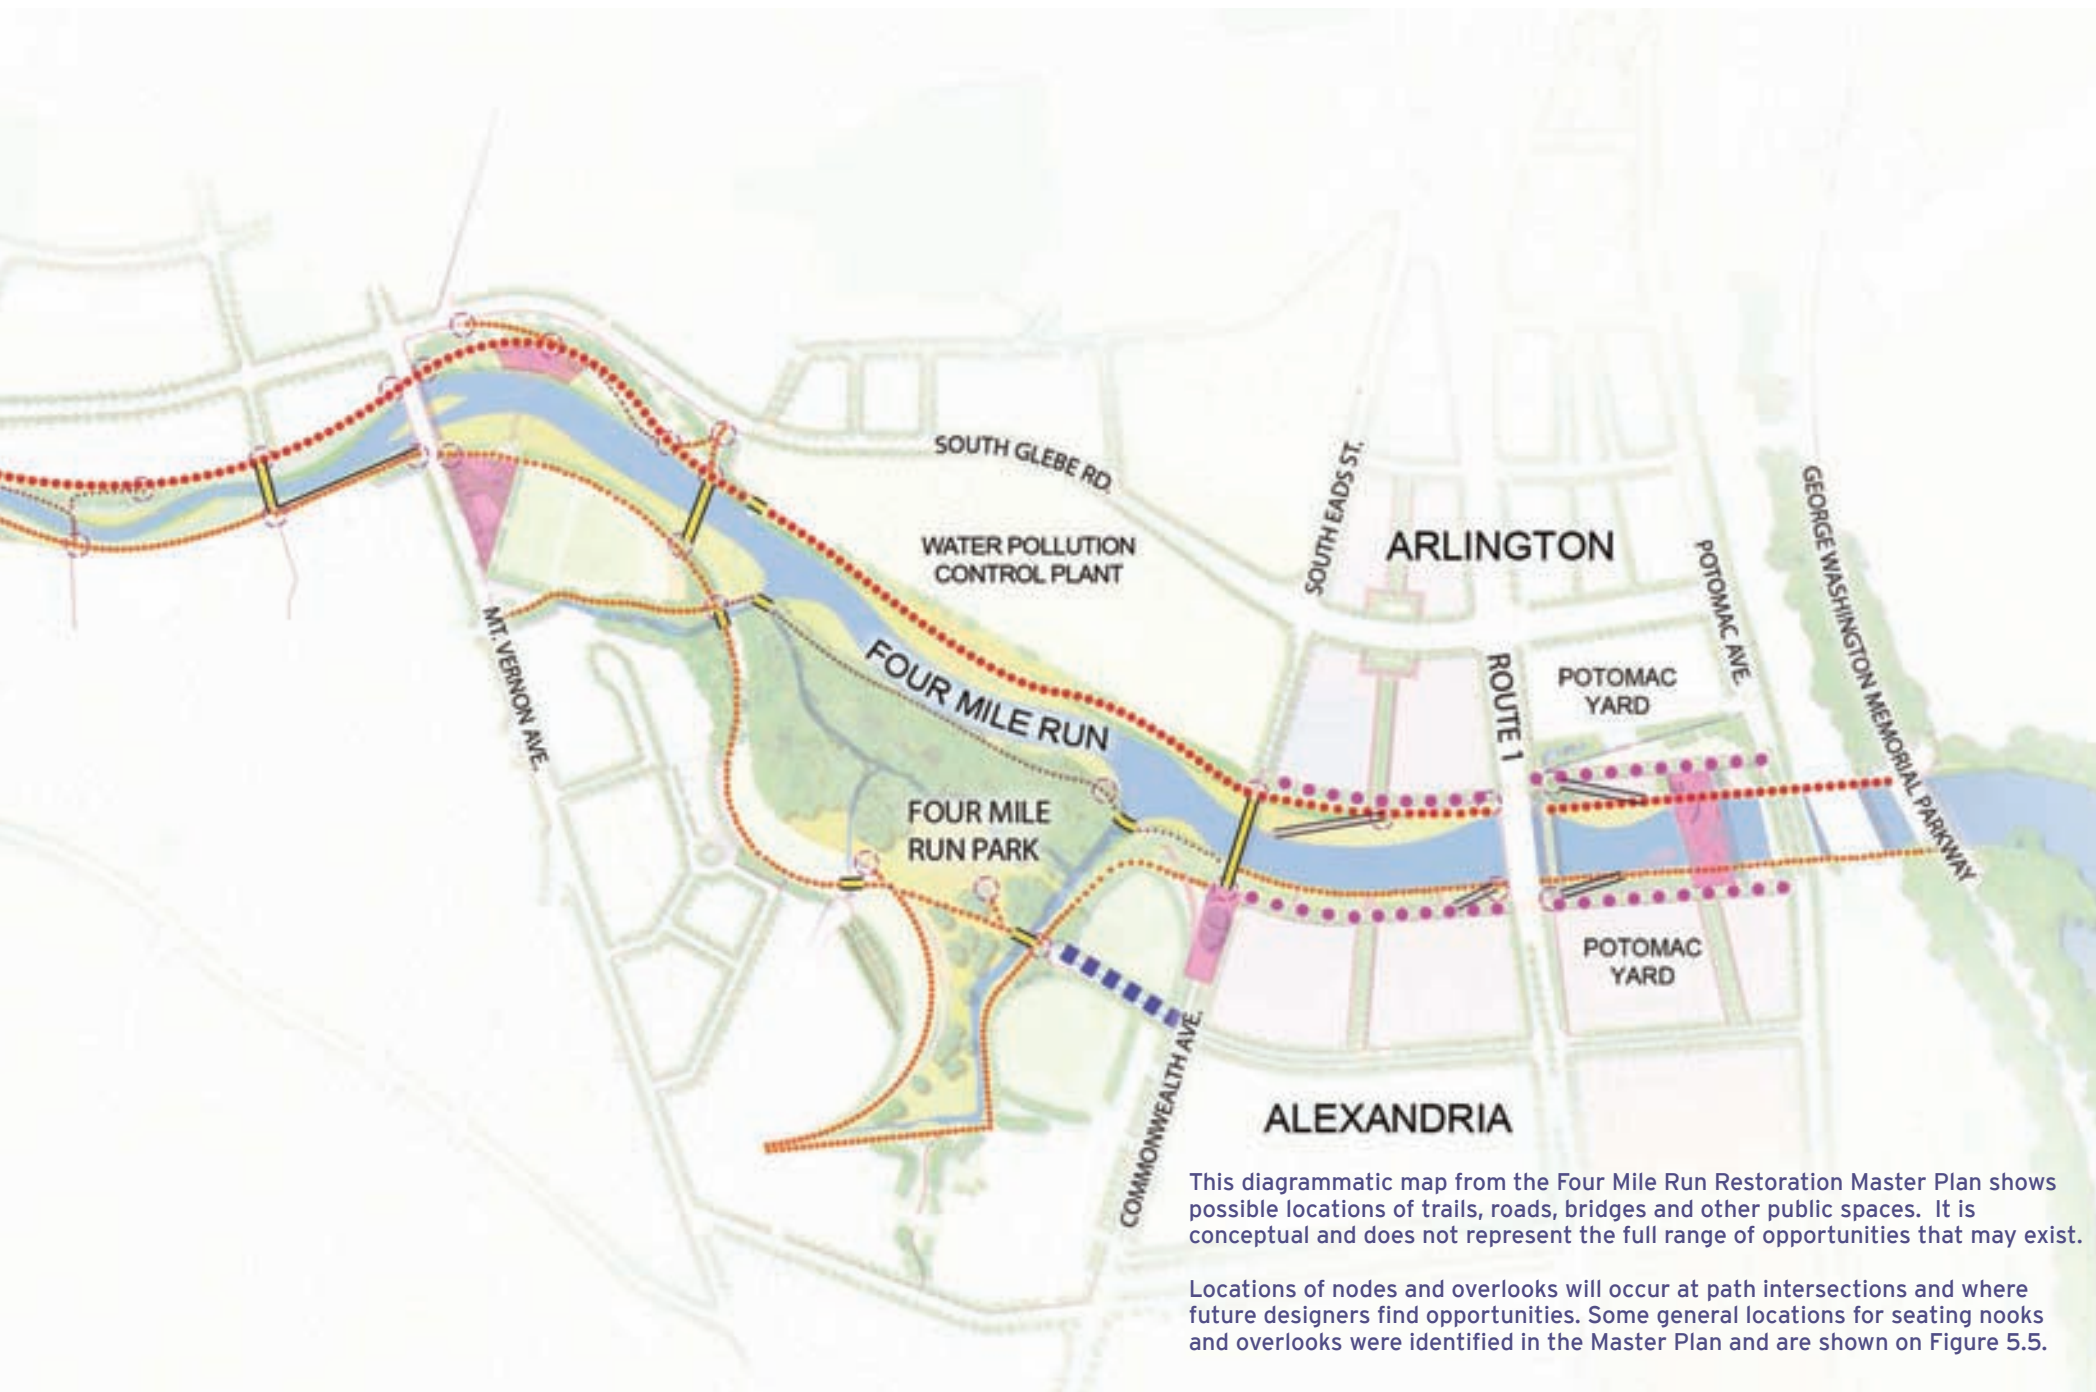 SOUTH GLEBE RD.
SOUTH EADS ST.
ARLINGTON
WATER POLLUTION
CONTROL PLANT
POTOMAC AVE.
GEORGE WASHINGTON MEMORIAL PARKWAY
MT. VERNON AVE.
FOUR MILE RUN
ROUTE 1
POTOMAC
YARD
FOUR MILE
RUN PARK
POTOMAC
YARD
COMMONWEALTH AVE.
ALEXANDRIA
This diagrammatic map from the Four Mile Run Restoration Master Plan shows
possible locations of trails, roads, bridges and other public spaces.  It is
conceptual and does not represent the full range of opportunities that may exist.
Locations of nodes and overlooks will occur at path intersections and where
future designers find opportunities. Some general locations for seating nooks
and overlooks were identified in the Master Plan and are shown on Figure 5.5.